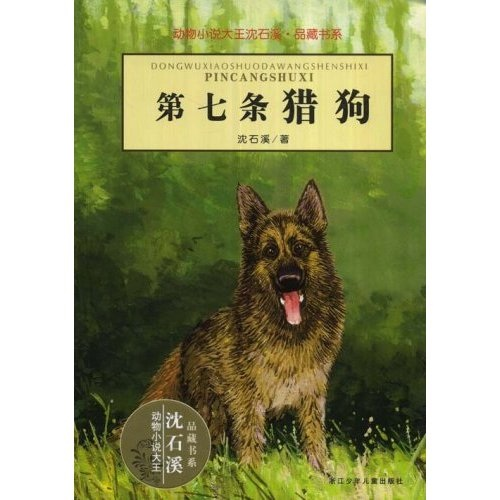 动物小说大王沈石溪·品藏书系
DONGWUXIAOSHUODAWANGSHENSHIXI
PINCANGSHUXI
第七条猎狗
沈石溪/著
品藏书系
沈石溪
动物小说大王
浙江少年儿童出版社